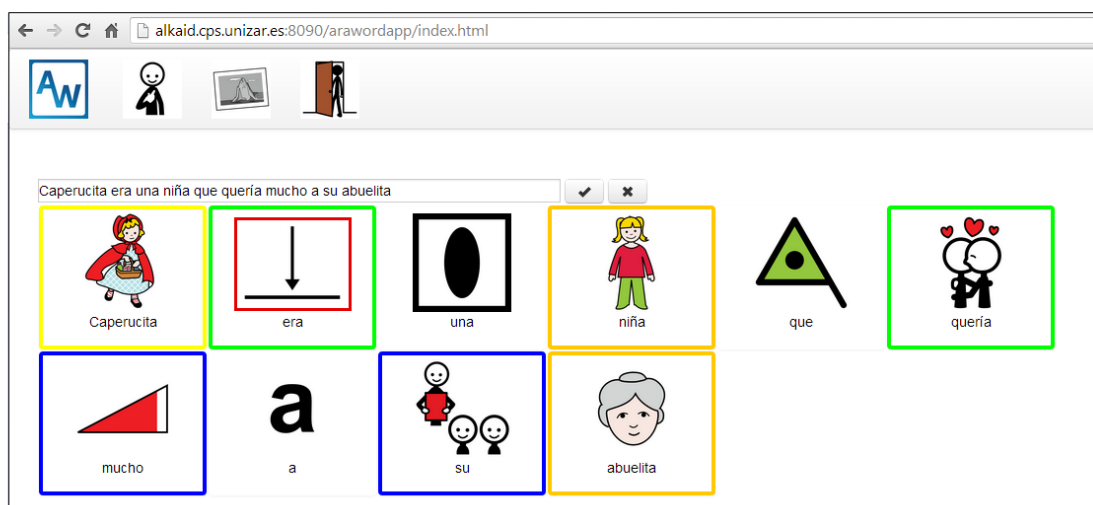 alkaid.cps.unizar.es:8090/arawordapp/index.html
AW
Caperucita era una niña que quería mucho a su abuelita
Caperucita era una niña que quería
a
mucho a su abuelita